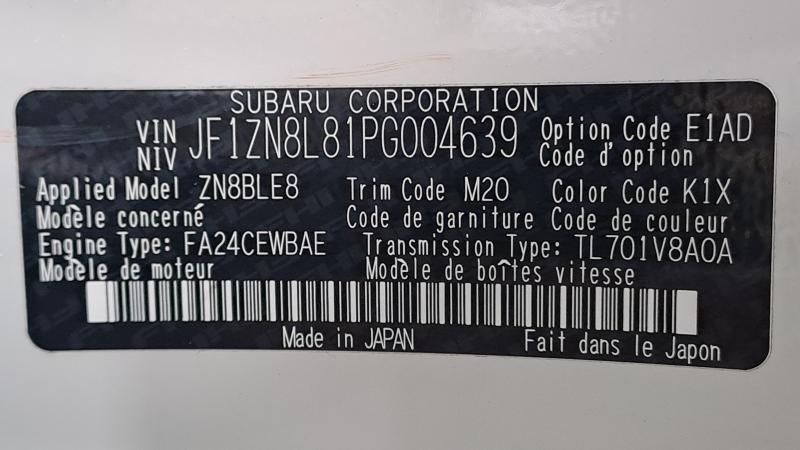 SUBARU CORPORATION
VIN
NIV JF1ZN8L81PG004639 Option Code E1AD
Code d'option
Applied Model ZN8BLE8 Trim Code M20 Color Code K1X
Modèle concerné Code de garniture Code de couleur
Engine Type: FA24CEWBAE Transmission Type: TL701V8A0A
Modèle de moteur Modèle de boîtes vitesse
Made in JAPAN Fait dans le Japon